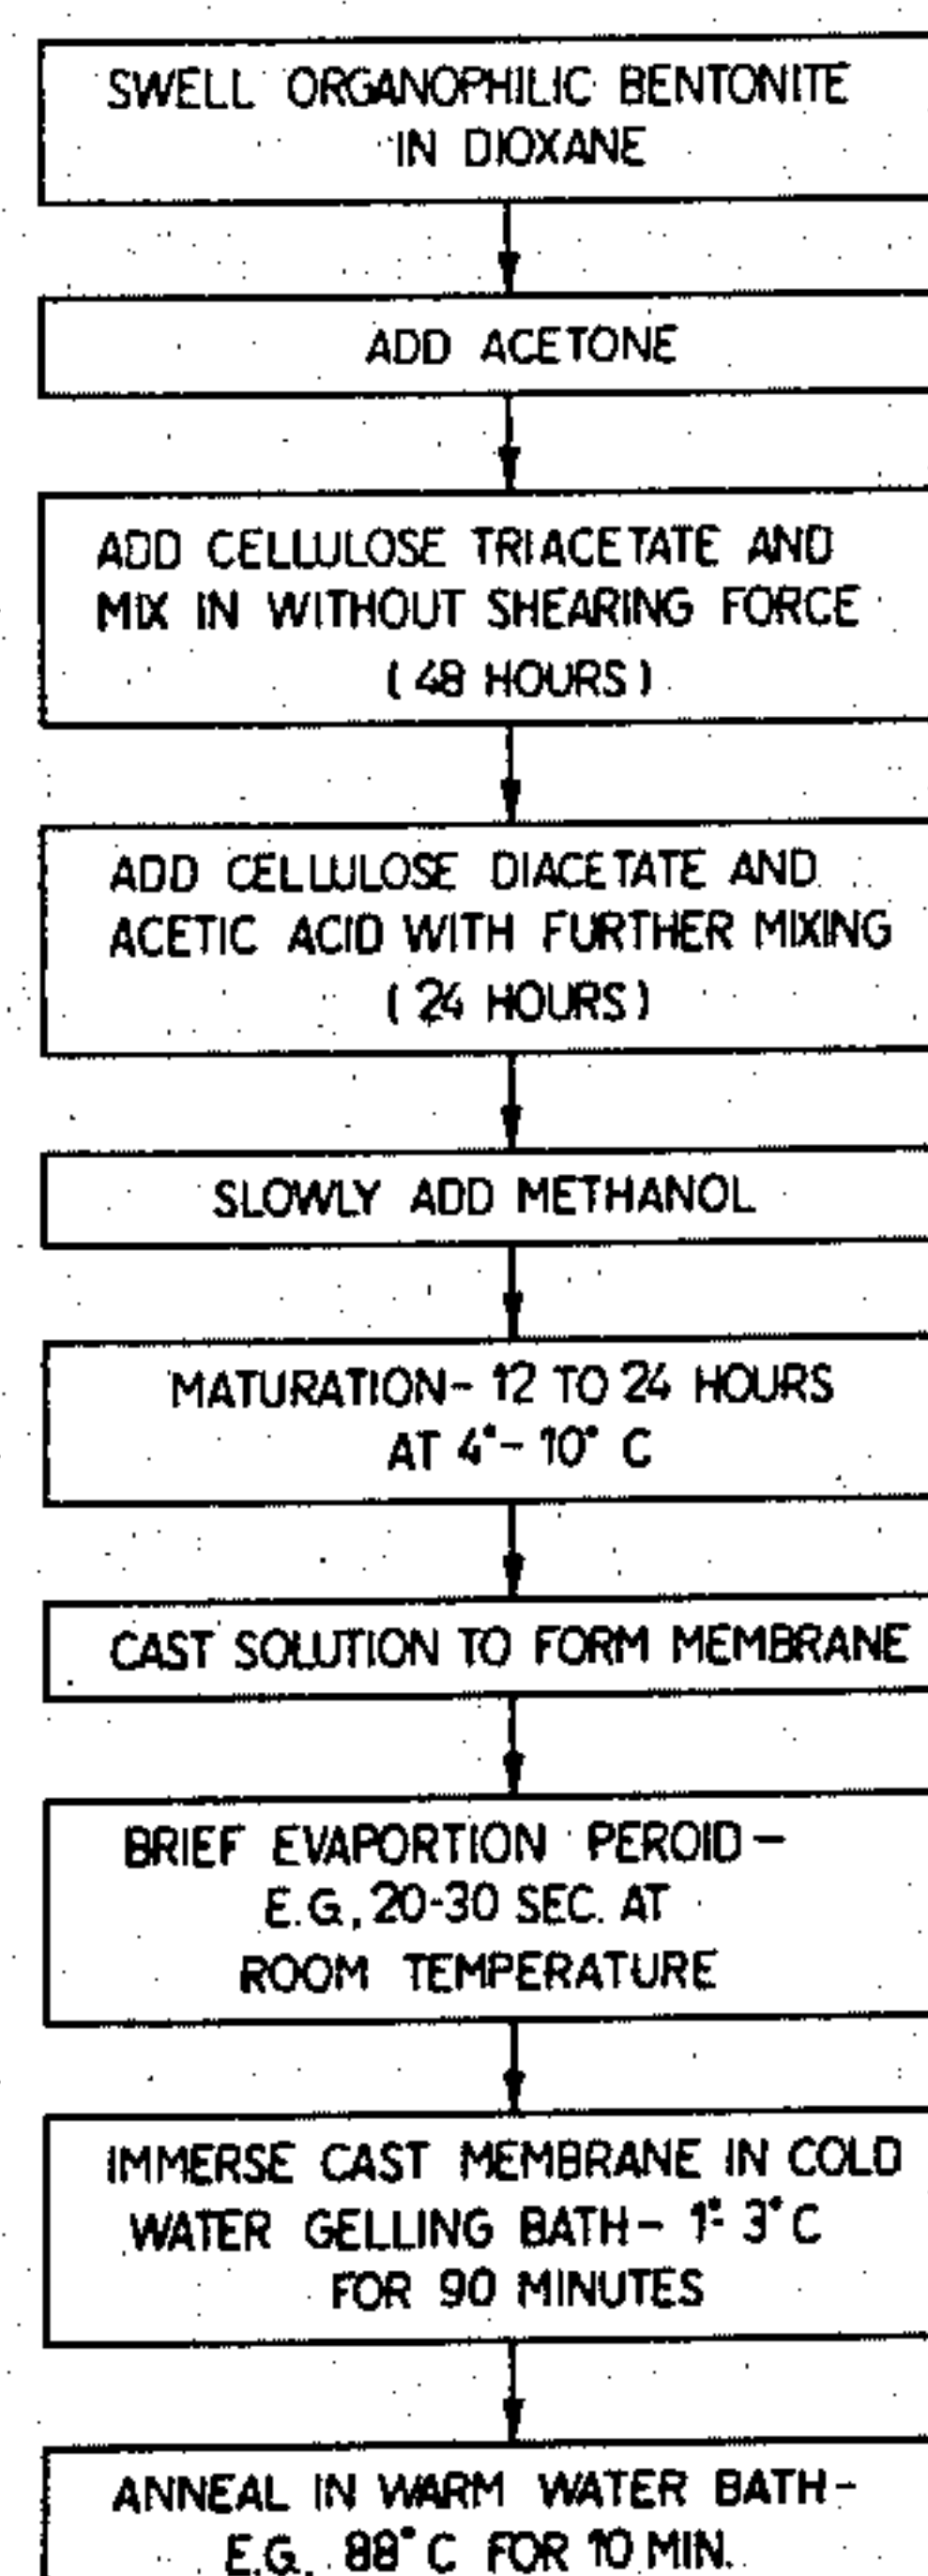 SWELL ORGANOPHILIC BENTONITE
IN DIOXANE
ADD ACETONE
ADD CELLULOSE TRIACETATE AND
MIX IN WITHOUT SHEARING FORCE
(48 HOURS)
ADD CELLULOSE DIACETATE AND
ACETIC ACID WITH FURTHER MIXING
(24 HOURS)
SLOWLY ADD METHANOL
MATURATION- 12 TO 24 HOURS
AT 4°- 10° C
CAST SOLUTION TO FORM MEMBRANE
BRIEF EVAPORTION PEROID-
E.G., 20-30 SEC. AT
ROOM TEMPERATURE
IMMERSE CAST MEMBRANE IN COLD
WATER GELLING BATH- 1°- 3°C
FOR 90 MINUTES
ANNEAL IN WARM WATER BATH-
E.G., 88°C FOR 10 MIN.